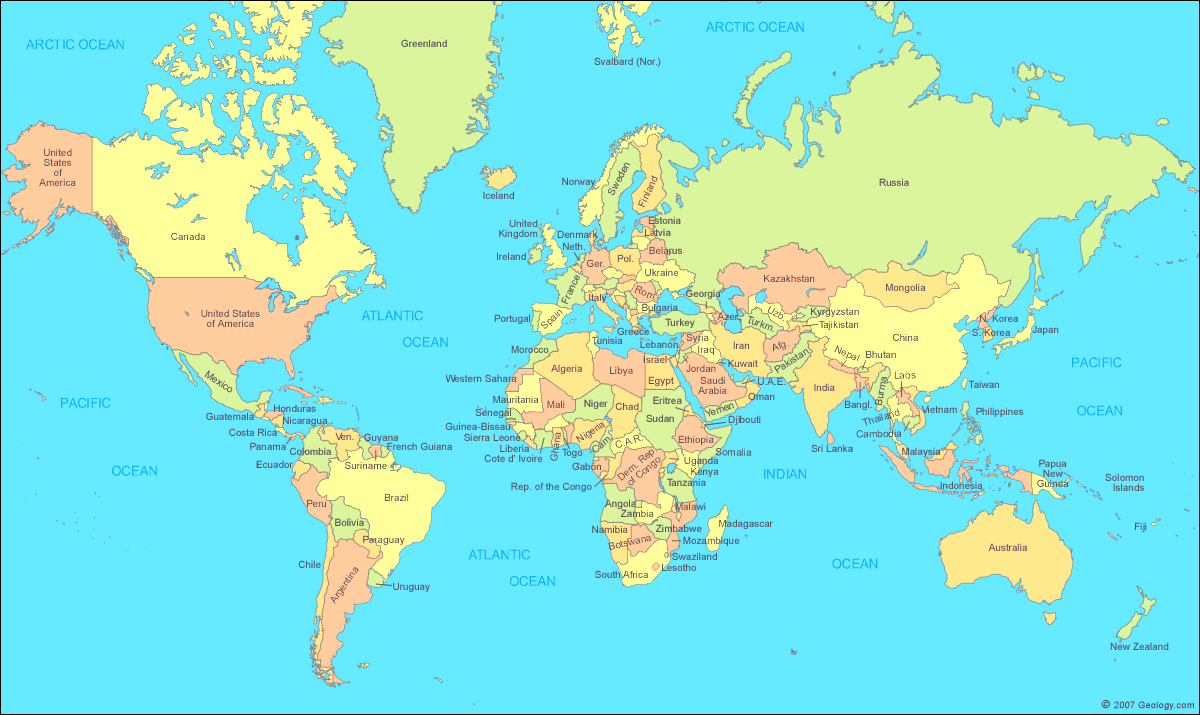 ARCTIC OCEAN
Greenland
Svalbard (Nor.)
ARCTIC OCEAN
United
States
of
America
Canada
United States
of America
Mexico
Guatemala
Honduras
Nicaragua
Costa Rica
Panama
Ven.
Guyana
French Guiana
Colombia
Suriname
Ecuador
Brazil
Peru
Bolivia
Paraguay
Chile
Argentina
Uruguay
PACIFIC
OCEAN
ATLANTIC
OCEAN
ATLANTIC
OCEAN
Iceland
Norway
Sweden
Finland
Russia
United
Kingdom
Ireland
Denmark
Neth.
Estonia
Latvia
Belarus
Ger.
Pol.
Ukraine
France
Rom.
Italy
Bulgaria
Spain
Portugal
Greece
Georgia
Turkey
Azer.
Kazakhstan
Uzb.
Turkm.
Kyrgyzstan
Tajikistan
Mongolia
China
N. Korea
S. Korea
Japan
Morocco
Tunisia
Lebanon
Syria
Israel
Iraq
Iran
Afg.
Pakistan
Nepal
Bhutan
Jordan
Kuwait
Saudi
Arabia
U.A.E.
Oman
Yemen
India
Bangl.
Burma
Laos
Taiwan
Thailand
Vietnam
Philippines
Cambodia
Sri Lanka
Malaysia
Indonesia
Papua
New
Guinea
Solomon
Islands
Fiji
Australia
New Zealand
PACIFIC
OCEAN
INDIAN
OCEAN
Western Sahara
Algeria
Libya
Egypt
Mauritania
Mali
Niger
Chad
Sudan
Eritrea
Djibouti
Senegal
Guinea-Bissau
Sierra Leone
Liberia
Cote d' Ivoire
Ghana
Togo
Nigeria
Cam.
C.A.R.
Ethiopia
Somalia
Gabon
Rep. of the Congo
Dem. Rep
of Congo
Uganda
Kenya
Tanzania
Angola
Zambia
Malawi
Namibia
Botswana
Zimbabwe
Mozambique
Madagascar
Swaziland
Lesotho
South Africa
© 2007 Geology.com